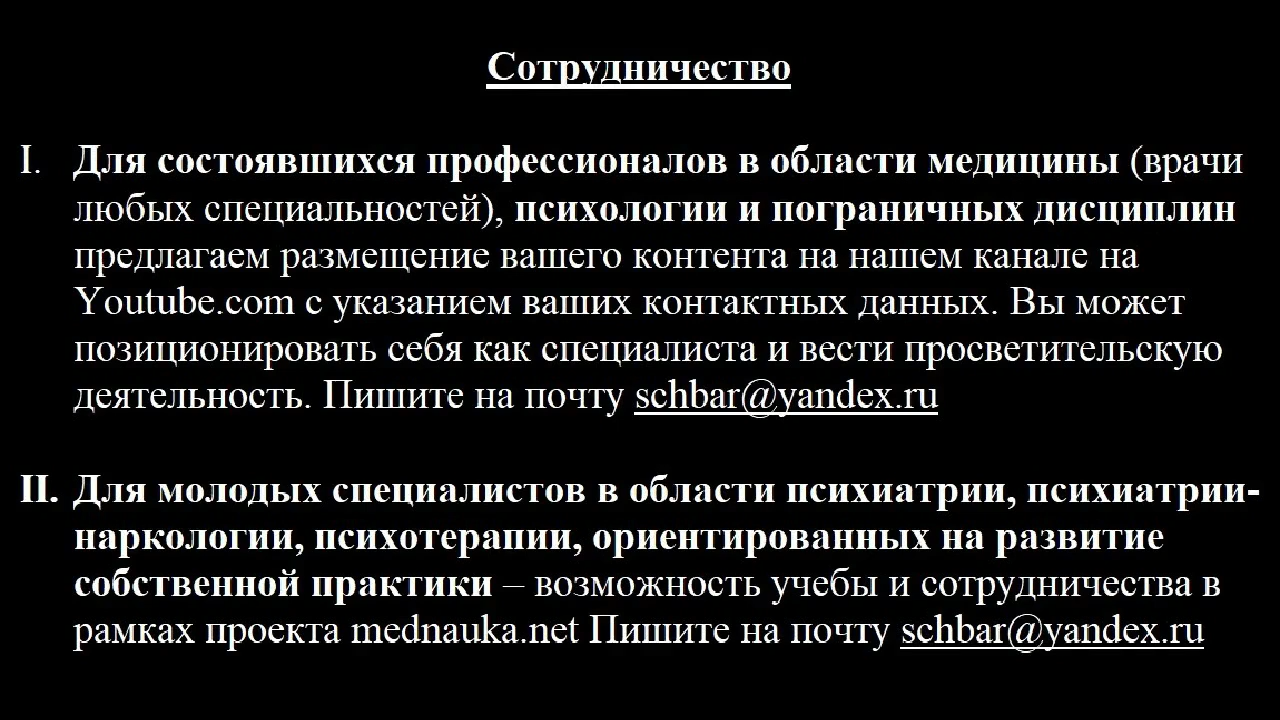 Сотрудничество
I. Для состоявшихся профессионалов в области медицины (врачи
любых специальностей), психологии и пограничных дисциплин
предлагаем размещение вашего контента на нашем канале на
Youtube.com с указанием ваших контактных данных. Вы может
позиционировать себя как специалиста и вести просветительскую
деятельность. Пишите на почту schbar@yandex.ru
II. Для молодых специалистов в области психиатрии, психиатрии-
наркологии, психотерапии, ориентированных на развитие
собственной практики – возможность учебы и сотрудничества в
рамках проекта mednauka.net Пишите на почту schbar@yandex.ru